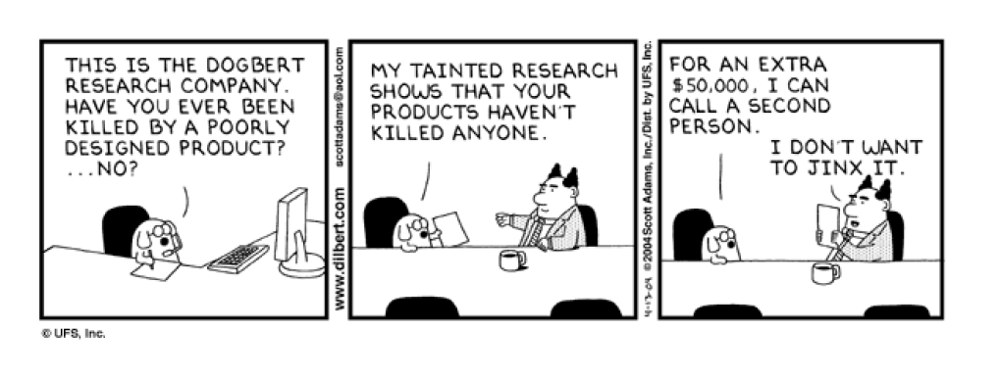 THIS IS THE DOGBERT
RESEARCH COMPANY.
HAVE YOU EVER BEEN
KILLED BY A POORLY
DESIGNED PRODUCT?
...NO?
www.dilbert.com scottadams@aol.com
MY TAINTED RESEARCH
SHOWS THAT YOUR
PRODUCTS HAVEN'T
KILLED ANYONE.
4-13-04 © 2004 Scott Adams, Inc./Dist. by UFS, Inc.
FOR AN EXTRA
$50,000, I CAN
CALL A SECOND
PERSON.
I DON'T WANT
TO JINX IT.
© UFS, Inc.